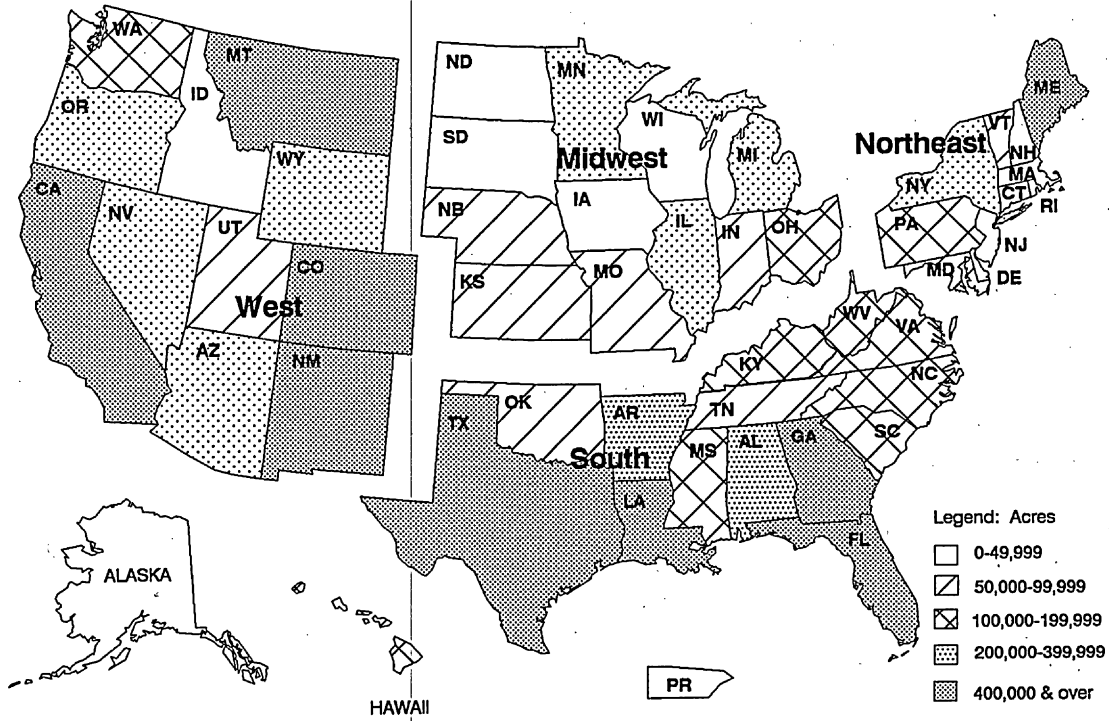 WA
MT
ND
MN
ME
OR
ID
WI
VT
SD
Midwest
Northeast
NH
WY
MI
MA
CA
NY
CT
NV
IA
RI
NB
UT
IL
IN
OH
PA
NJ
CO
KS
MO
MD
DE
West
WV
VA
AZ
NM
KY
NC
OK
TN
TX
AR
SC
MS
AL
GA
South
LA
FL
ALASKA
HAWAII
PR
Legend: Acres
0-49,999
50,000-99,999
100,000-199,999
200,000-399,999
400,000 & over